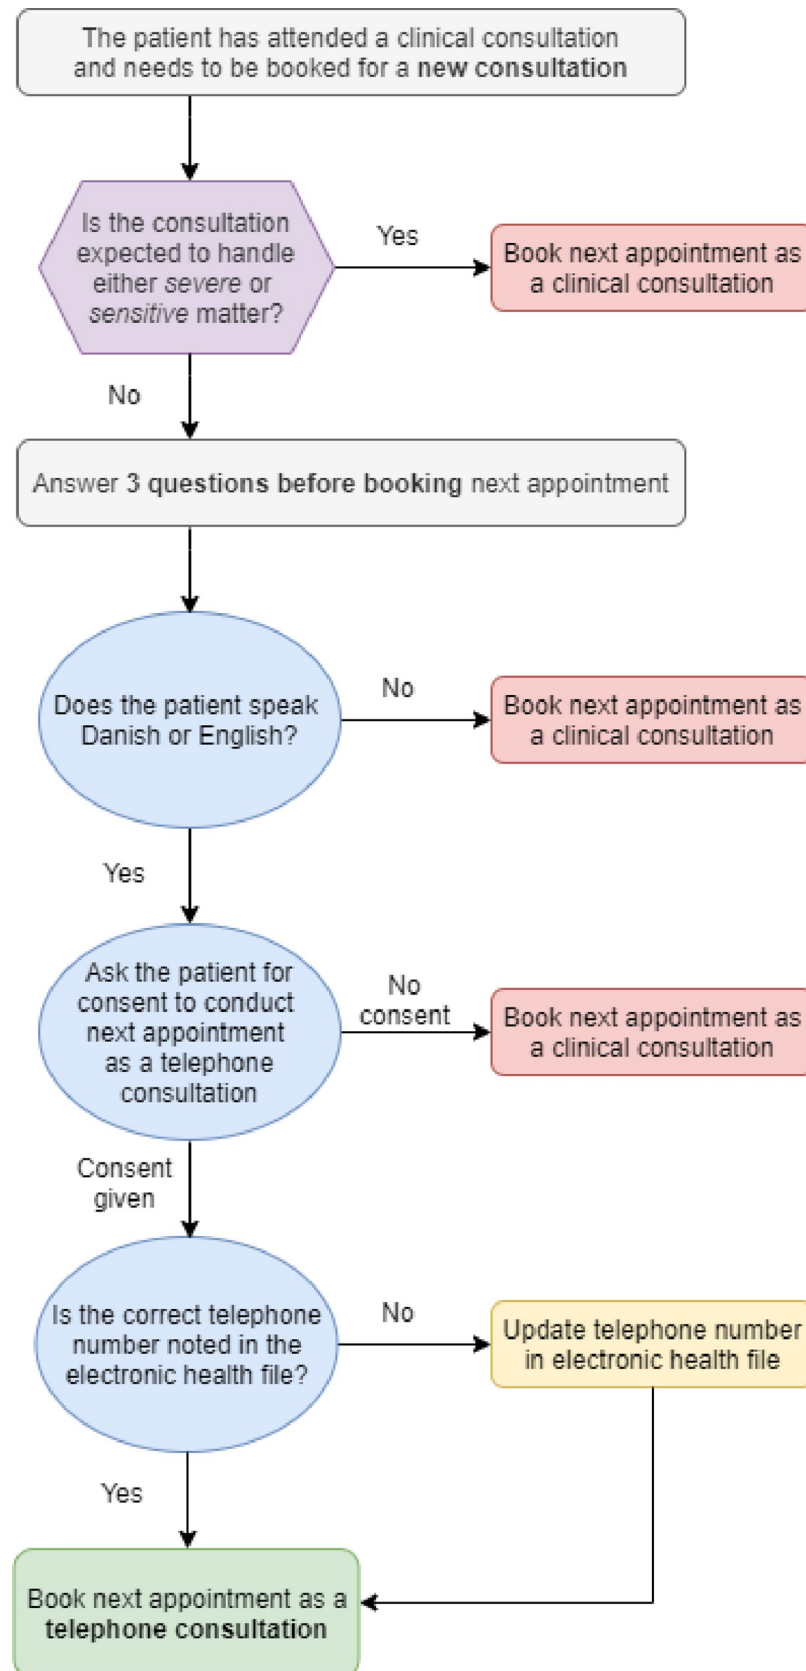 The patient has attended a clinical consultation
and needs to be booked for a new consultation
Is the consultation
expected to handle
either severe or
sensitive matter?
Yes
Book next appointment as
a clinical consultation
No
Answer 3 questions before booking next appointment
Does the patient speak
Danish or English?
No
Book next appointment as
a clinical consultation
Yes
Ask the patient for
consent to conduct
next appointment
as a telephone
consultation
No
consent
Book next appointment as
a clinical consultation
Consent
given
Is the correct telephone
number noted in the
electronic health file?
No
Update telephone number
in electronic health file
Yes
Book next appointment as a
telephone consultation